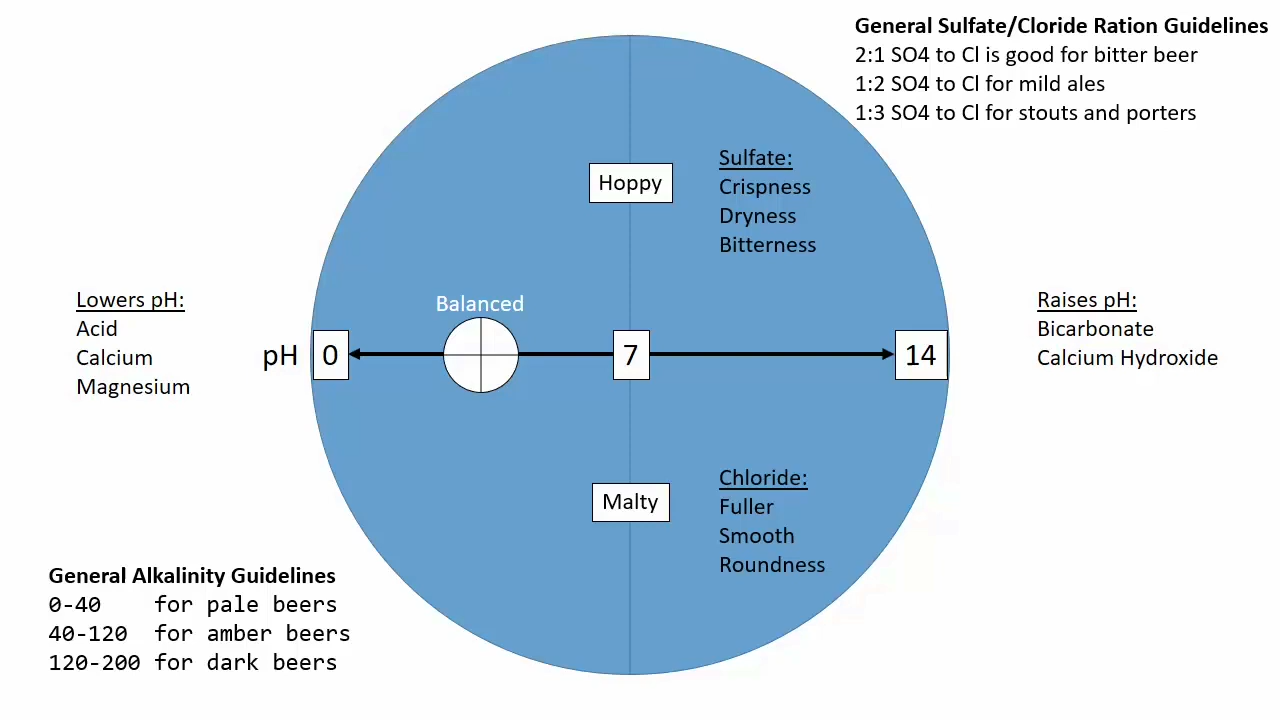 General Sulfate/Cloride Ration Guidelines
2:1 SO4 to Cl is good for bitter beer
1:2 SO4 to Cl for mild ales
1:3 SO4 to Cl for stouts and porters
Hoppy
Sulfate:
Crispness
Dryness
Bitterness
Lowers pH:
Acid
Calcium
Magnesium
Balanced
pH 0 7 14
Raises pH:
Bicarbonate
Calcium Hydroxide
Malty
Chloride:
Fuller
Smooth
Roundness
General Alkalinity Guidelines
0-40 for pale beers
40-120 for amber beers
120-200 for dark beers